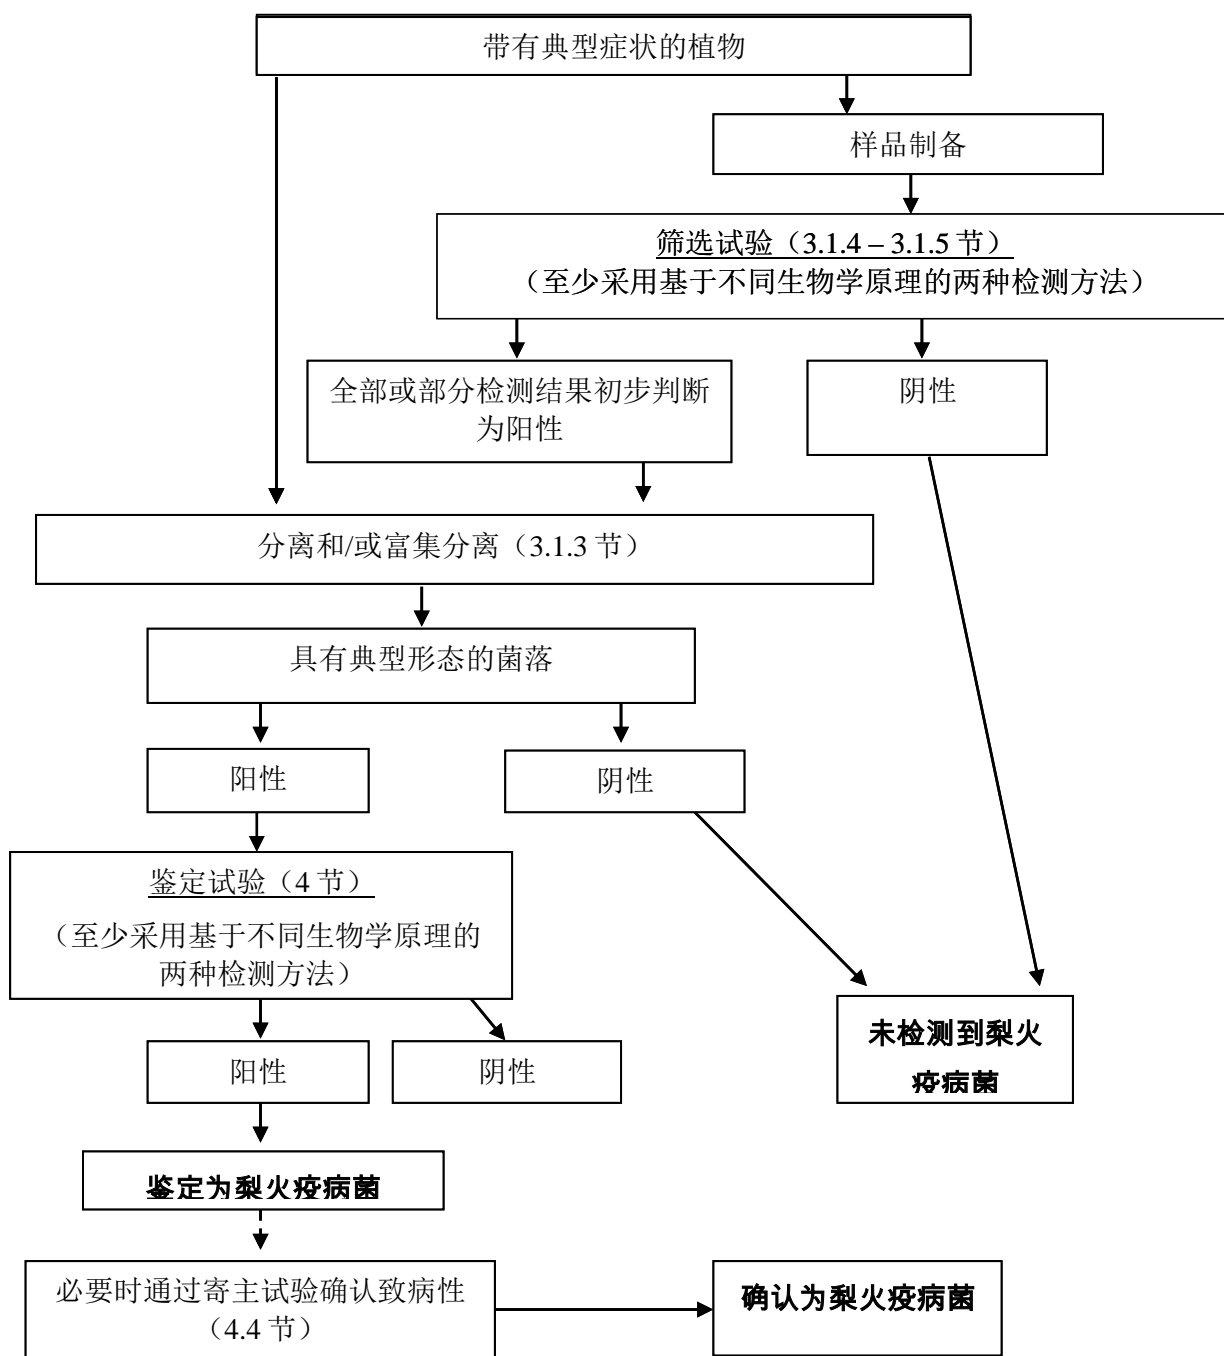 带有典型症状的植物
样品制备
筛选试验（3.1.4 – 3.1.5 节）
（至少采用基于不同生物学原理的两种检测方法）
全部或部分检测结果初步判断
为阳性
阴性
分离和/或富集分离（3.1.3 节）
具有典型形态的菌落
阳性
阴性
鉴定试验（4 节）
（至少采用基于不同生物学原理的
两种检测方法）
未检测到梨火
疫病菌
阳性
阴性
鉴定为梨火疫病菌
必要时通过寄主试验确认致病性
（4.4 节）
确认为梨火疫病菌